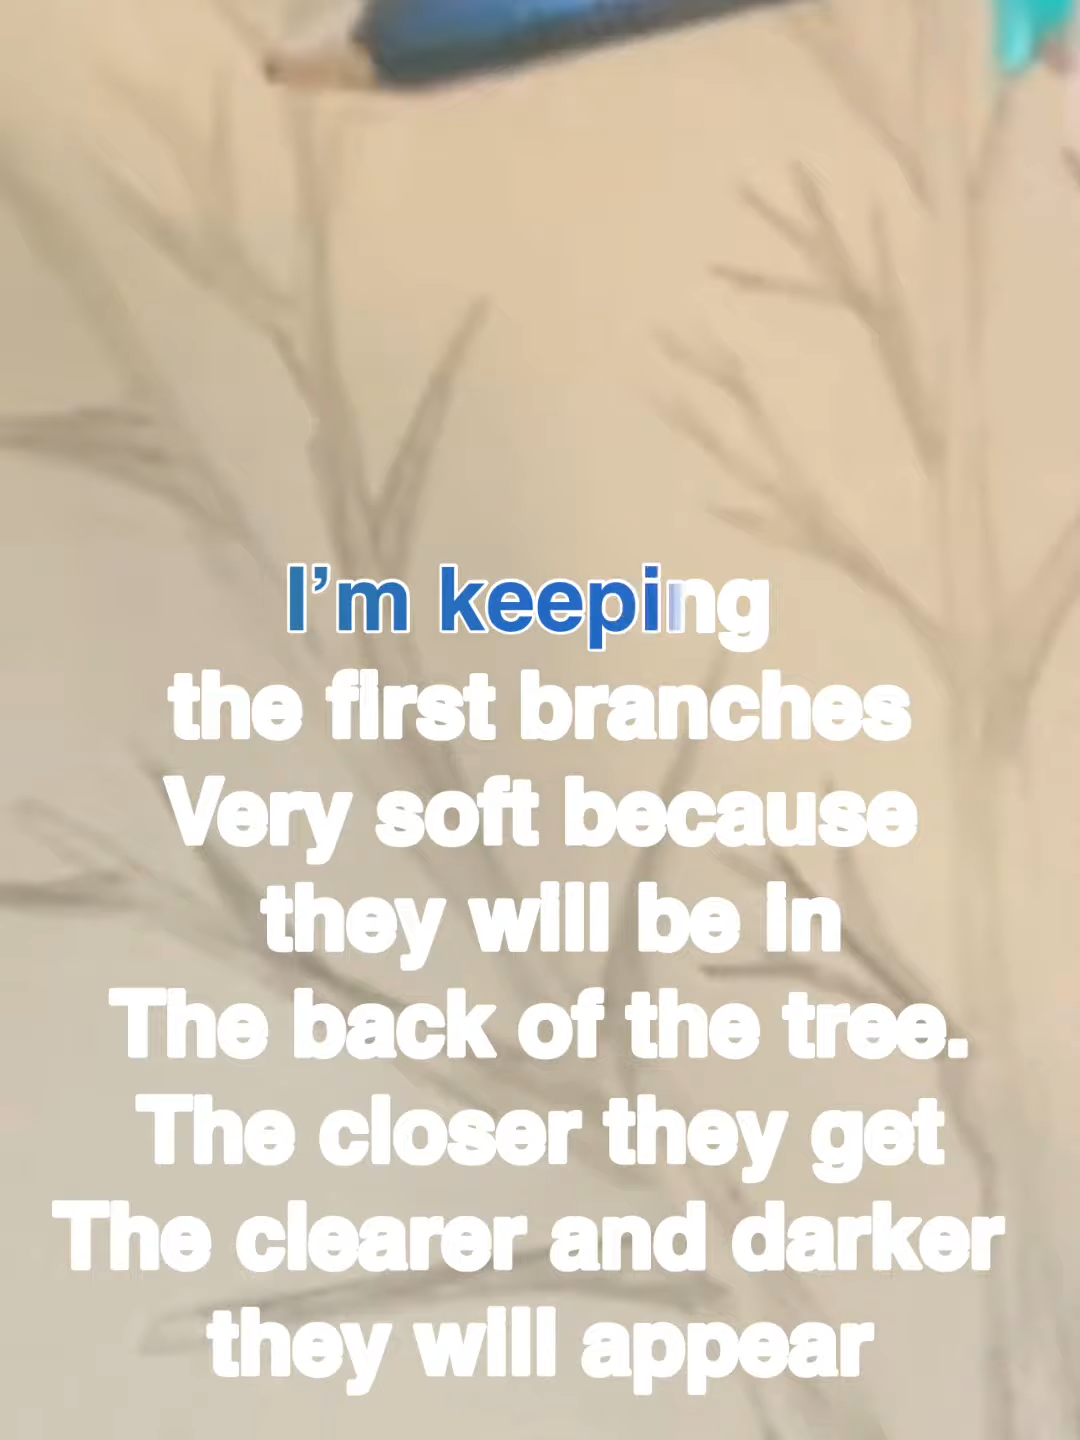 I'm keeping
the first branches
Very soft because
they will be in
The back of the tree.
The closer they get
The clearer and darker
they will appear